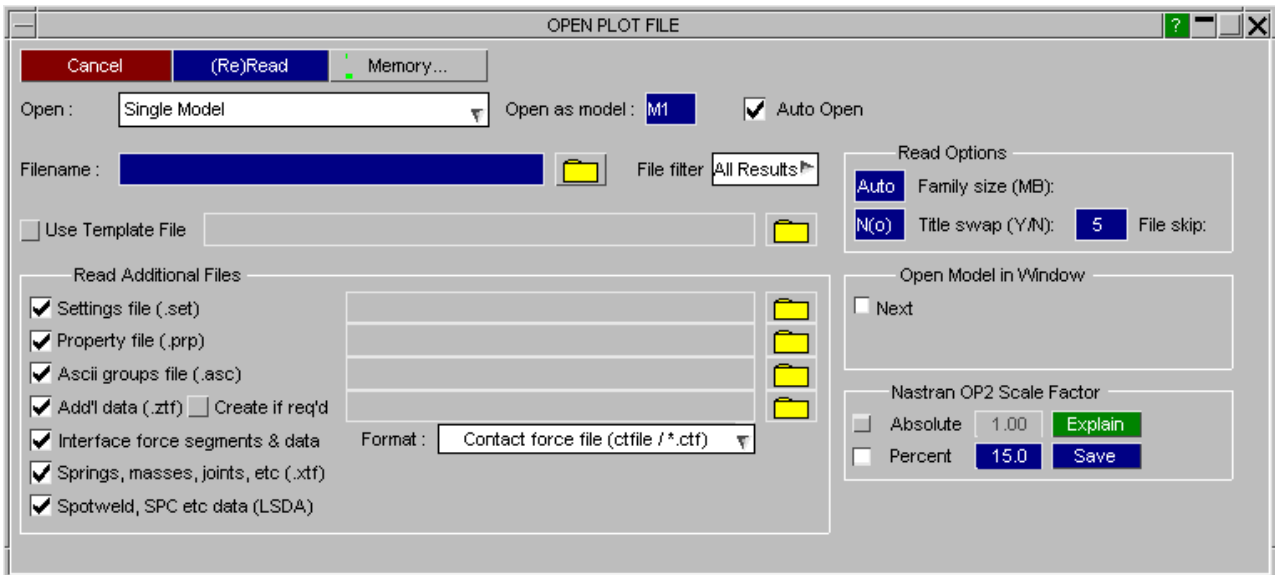 OPEN PLOT FILE ?
Cancel (Re)Read Memory...
Open : Single Model Open as model : M1 Auto Open
Filename : File filter All Results
Use Template File
Read Options
Auto Family size (MB):
N(o) Title swap (Y/N): 5 File skip:
Read Additional Files
Settings file (.set)
Property file (.prp)
Ascii groups file (.asc)
Add'l data (.ztf) Create if req'd
Interface force segments & data Format : Contact force file (ctfile / *.ctf)
Springs, masses, joints, etc (.xtf)
Spotweld, SPC etc data (LSDA)
Open Model in Window
Next
Nastran OP2 Scale Factor
Absolute 1.00 Explain
Percent 15.0 Save